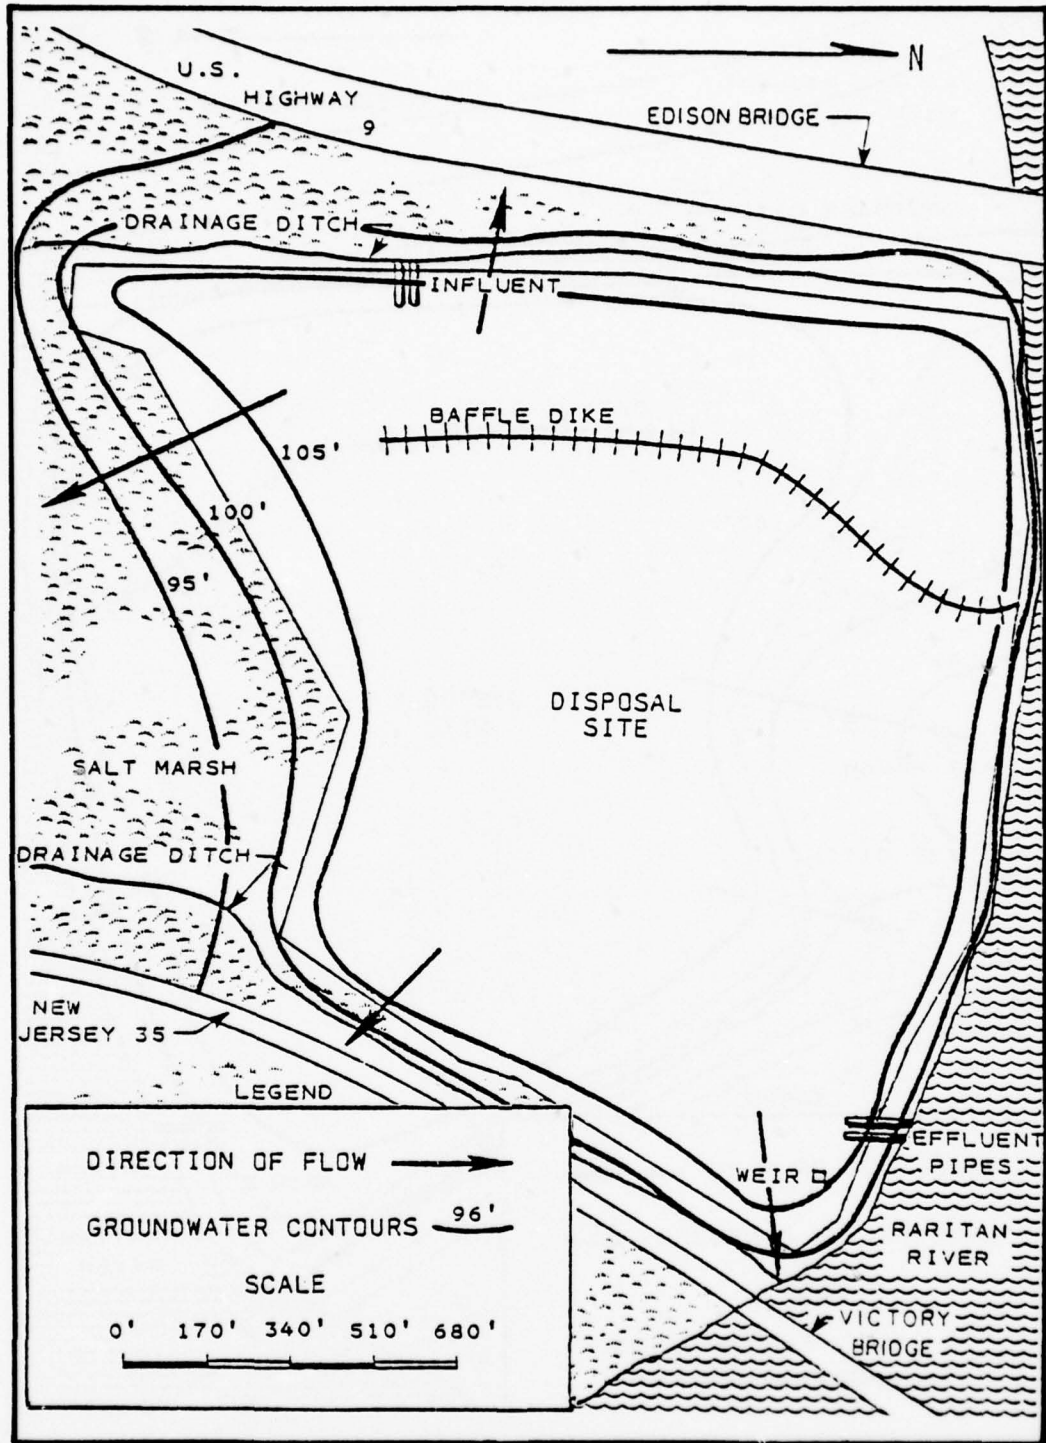 U.S.
HIGHWAY
9
N
EDISON BRIDGE
DRAINAGE DITCH
INFLUENT
BAFFLE DIKE
105'
100'
95'
DISPOSAL
SITE
SALT MARSH
DRAINAGE DITCH
NEW
JERSEY 35
LEGEND
DIRECTION OF FLOW
GROUNDWATER CONTOURS 96'
SCALE
0' 170' 340' 510' 680'
WEIR
EFFLUENT
PIPES
RARITAN
RIVER
VICTORY
BRIDGE